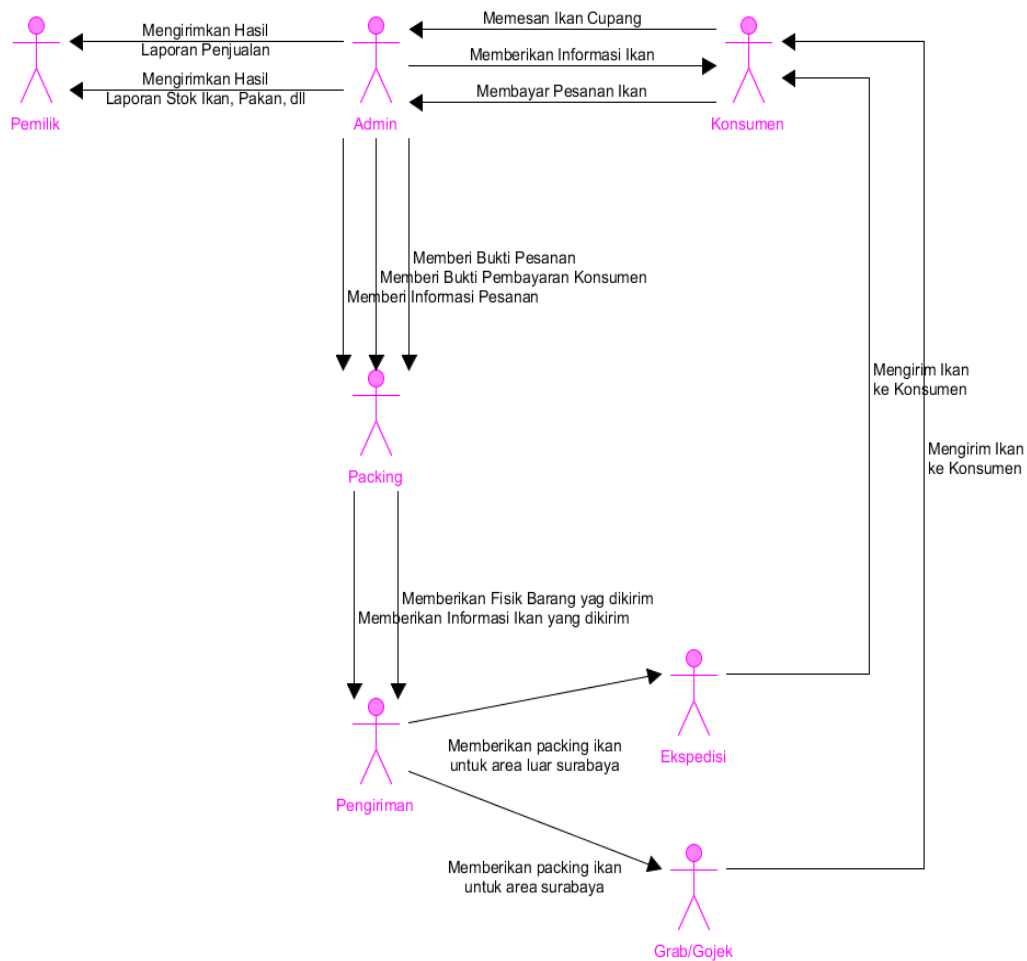 Memesan Ikan Cupang
Mengirimkan Hasil
Laporan Penjualan
Memberikan Informasi Ikan
Mengirimkan Hasil
Laporan Stok Ikan, Pakan, dll
Membayar Pesanan Ikan
Pemilik
Admin
Konsumen
Memberi Bukti Pesanan
Memberi Bukti Pembayaran Konsumen
Memberi Informasi Pesanan
Mengirim Ikan
ke Konsumen
Mengirim Ikan
ke Konsumen
Packing
Memberikan Fisik Barang yag dikirim
Memberikan Informasi Ikan yang dikirim
Memberikan packing ikan
untuk area luar surabaya
Ekspedisi
Pengiriman
Memberikan packing ikan
untuk area surabaya
Grab/Gojek